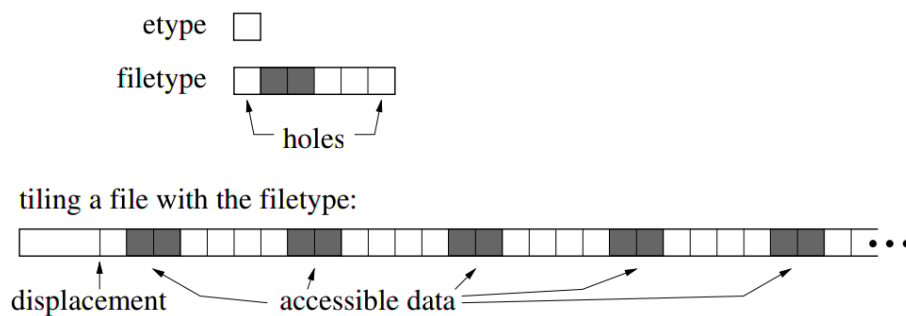 etype
filetype
holes
tiling a file with the filetype:
displacement accessible data